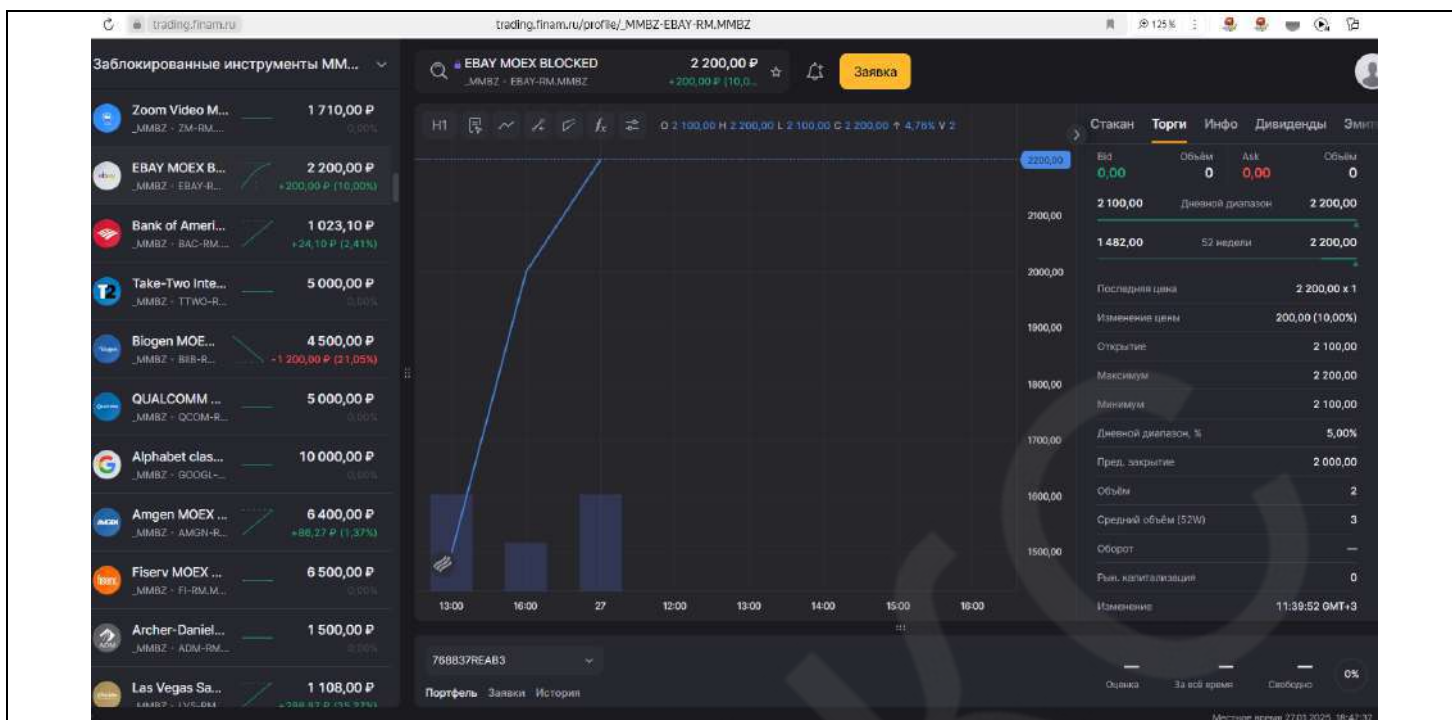 trading.finam.ru
trading.finam.ru/profile/_MMBZ-EBAY-RM,MMBZ
125 %
Заблокированные инструменты ММ...
Zoom Video M...
1 710,00 ₽
_MMBZ - ZM-RM....
0,00%
EBAY MOEX B...
2 200,00 ₽
_MMBZ - EBAY-R...
+200,00 ₽ (10,00%)
Bank of Ameri...
1 023,10 ₽
_MMBZ - BAC-RM....
+24,10 ₽ (2,41%)
Take-Two Inte...
5 000,00 ₽
_MMBZ - TTWO-R...
0,00%
Biogen MOE...
4 500,00 ₽
_MMBZ - BIIB-R...
-1 200,00 ₽ (21,05%)
QUALCOMM ...
5 000,00 ₽
_MMBZ - QCOM-R...
0,00%
Alphabet clas...
10 000,00 ₽
_MMBZ - GOOGL-...
0,00%
Amgen MOEX ...
6 400,00 ₽
_MMBZ - AMGN-R...
+86,27 ₽ (1,37%)
Fiserv MOEX ...
6 500,00 ₽
_MMBZ - FI-RM.M...
0,00%
Archer-Daniel...
1 500,00 ₽
_MMBZ - ADM-RM...
0,00%
Las Vegas Sa...
1 108,00 ₽
EBAY MOEX BLOCKED
2 200,00 ₽
_MMBZ - EBAY-RM.MMBZ
+200,00 ₽ (10,0...
Заявка
H1
O 2 100,00 H 2 200,00 L 2 100,00 C 2 200,00 ↑ 4,76% V 2
2200,00
2100,00
2000,00
1900,00
1800,00
1700,00
1600,00
1500,00
13:00 16:00 27 12:00 13:00 14:00 15:00 16:00
Стакан Торги Инфо Дивиденды Эмит
Bid Объём Ask Объём
0,00 0 0,00 0
2 100,00 Дневной диапазон 2 200,00
1 482,00 52 недели 2 200,00
Последняя цена 2 200,00 x 1
Изменение цены 200,00 (10,00%)
Открытие 2 100,00
Максимум 2 200,00
Минимум 2 100,00
Дневной диапазон, % 5,00%
Пред. закрытие 2 000,00
Объём 2
Средний объём (52W) 3
Оборот —
Рын. капитализация 0
Изменение 11:39:52 GMT+3
768837REAB3
Портфель Заявки История
— — —
Оценка За всё время Свободно
0%
Местное время 27.01.2025, 16:47:37